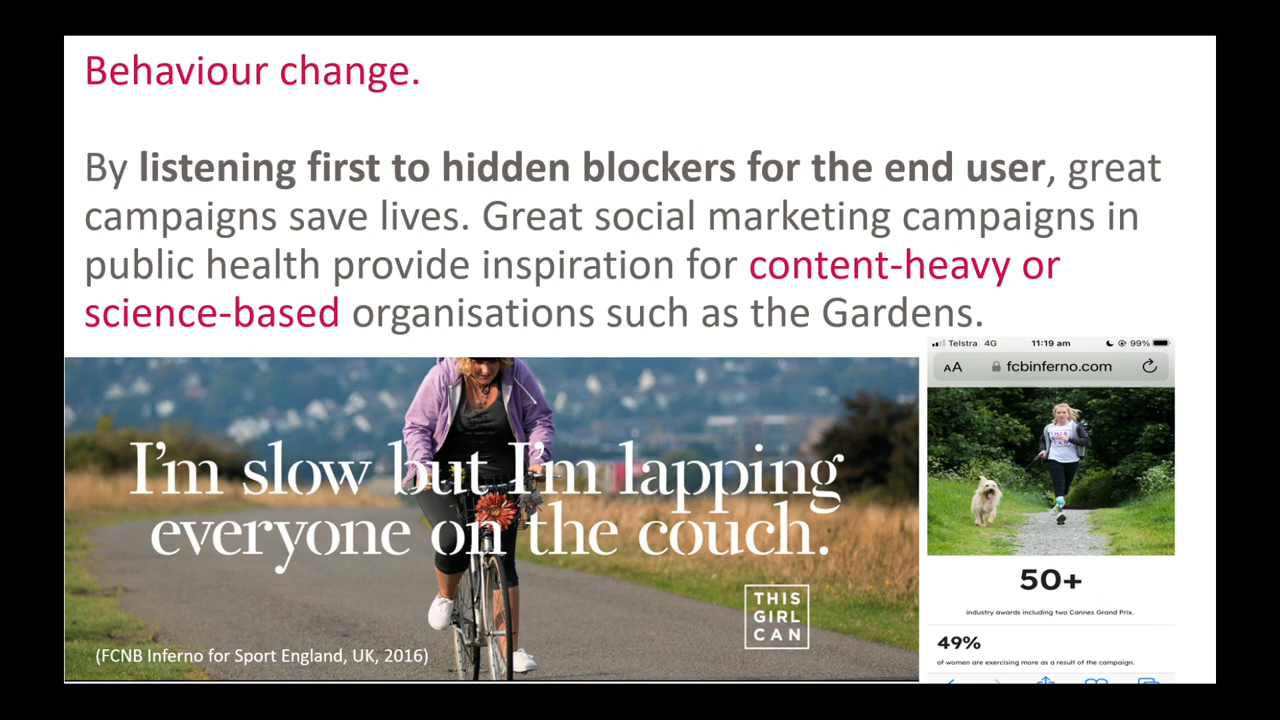 Behaviour change.
By listening first to hidden blockers for the end user, great
campaigns save lives. Great social marketing campaigns in
public health provide inspiration for content-heavy or
science-based organisations such as the Gardens.
I'm slow but I'm lapping
everyone on the couch.
THIS
GIRL
CAN
(FCNB Inferno for Sport England, UK, 2016)
Telstra 4G 11:19 am 99%
AA fcbinferno.com
50+
industry awards including two Cannes Grand Prix.
49%
of women are exercising more as a result of the campaign.